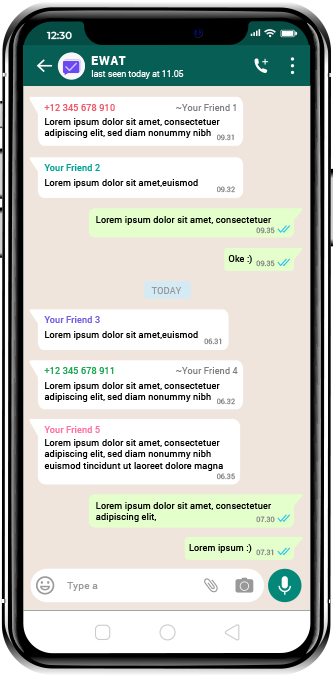 12:30
EWAT
last seen today at 11.05
+12 345 678 910 ~Your Friend 1
Lorem ipsum dolor sit amet, consectetuer
adipiscing elit, sed diam nonummy nibh 09.31
Your Friend 2
Lorem ipsum dolor sit amet,euismod
09.32
Lorem ipsum dolor sit amet, consectetuer
09.35
Oke :) 09.35
TODAY
Your Friend 3
Lorem ipsum dolor sit amet,euismod
06.31
+12 345 678 911 ~Your Friend 4
Lorem ipsum dolor sit amet, consectetuer
adipiscing elit, sed diam nonummy nibh 06.32
Your Friend 5
Lorem ipsum dolor sit amet, consectetuer
adipiscing elit, sed diam nonummy nibh
euismod tincidunt ut laoreet dolore magna
06.35
Lorem ipsum dolor sit amet, consectetuer
adipiscing elit, 07.30
Lorem ipsum :) 07.31
Type a